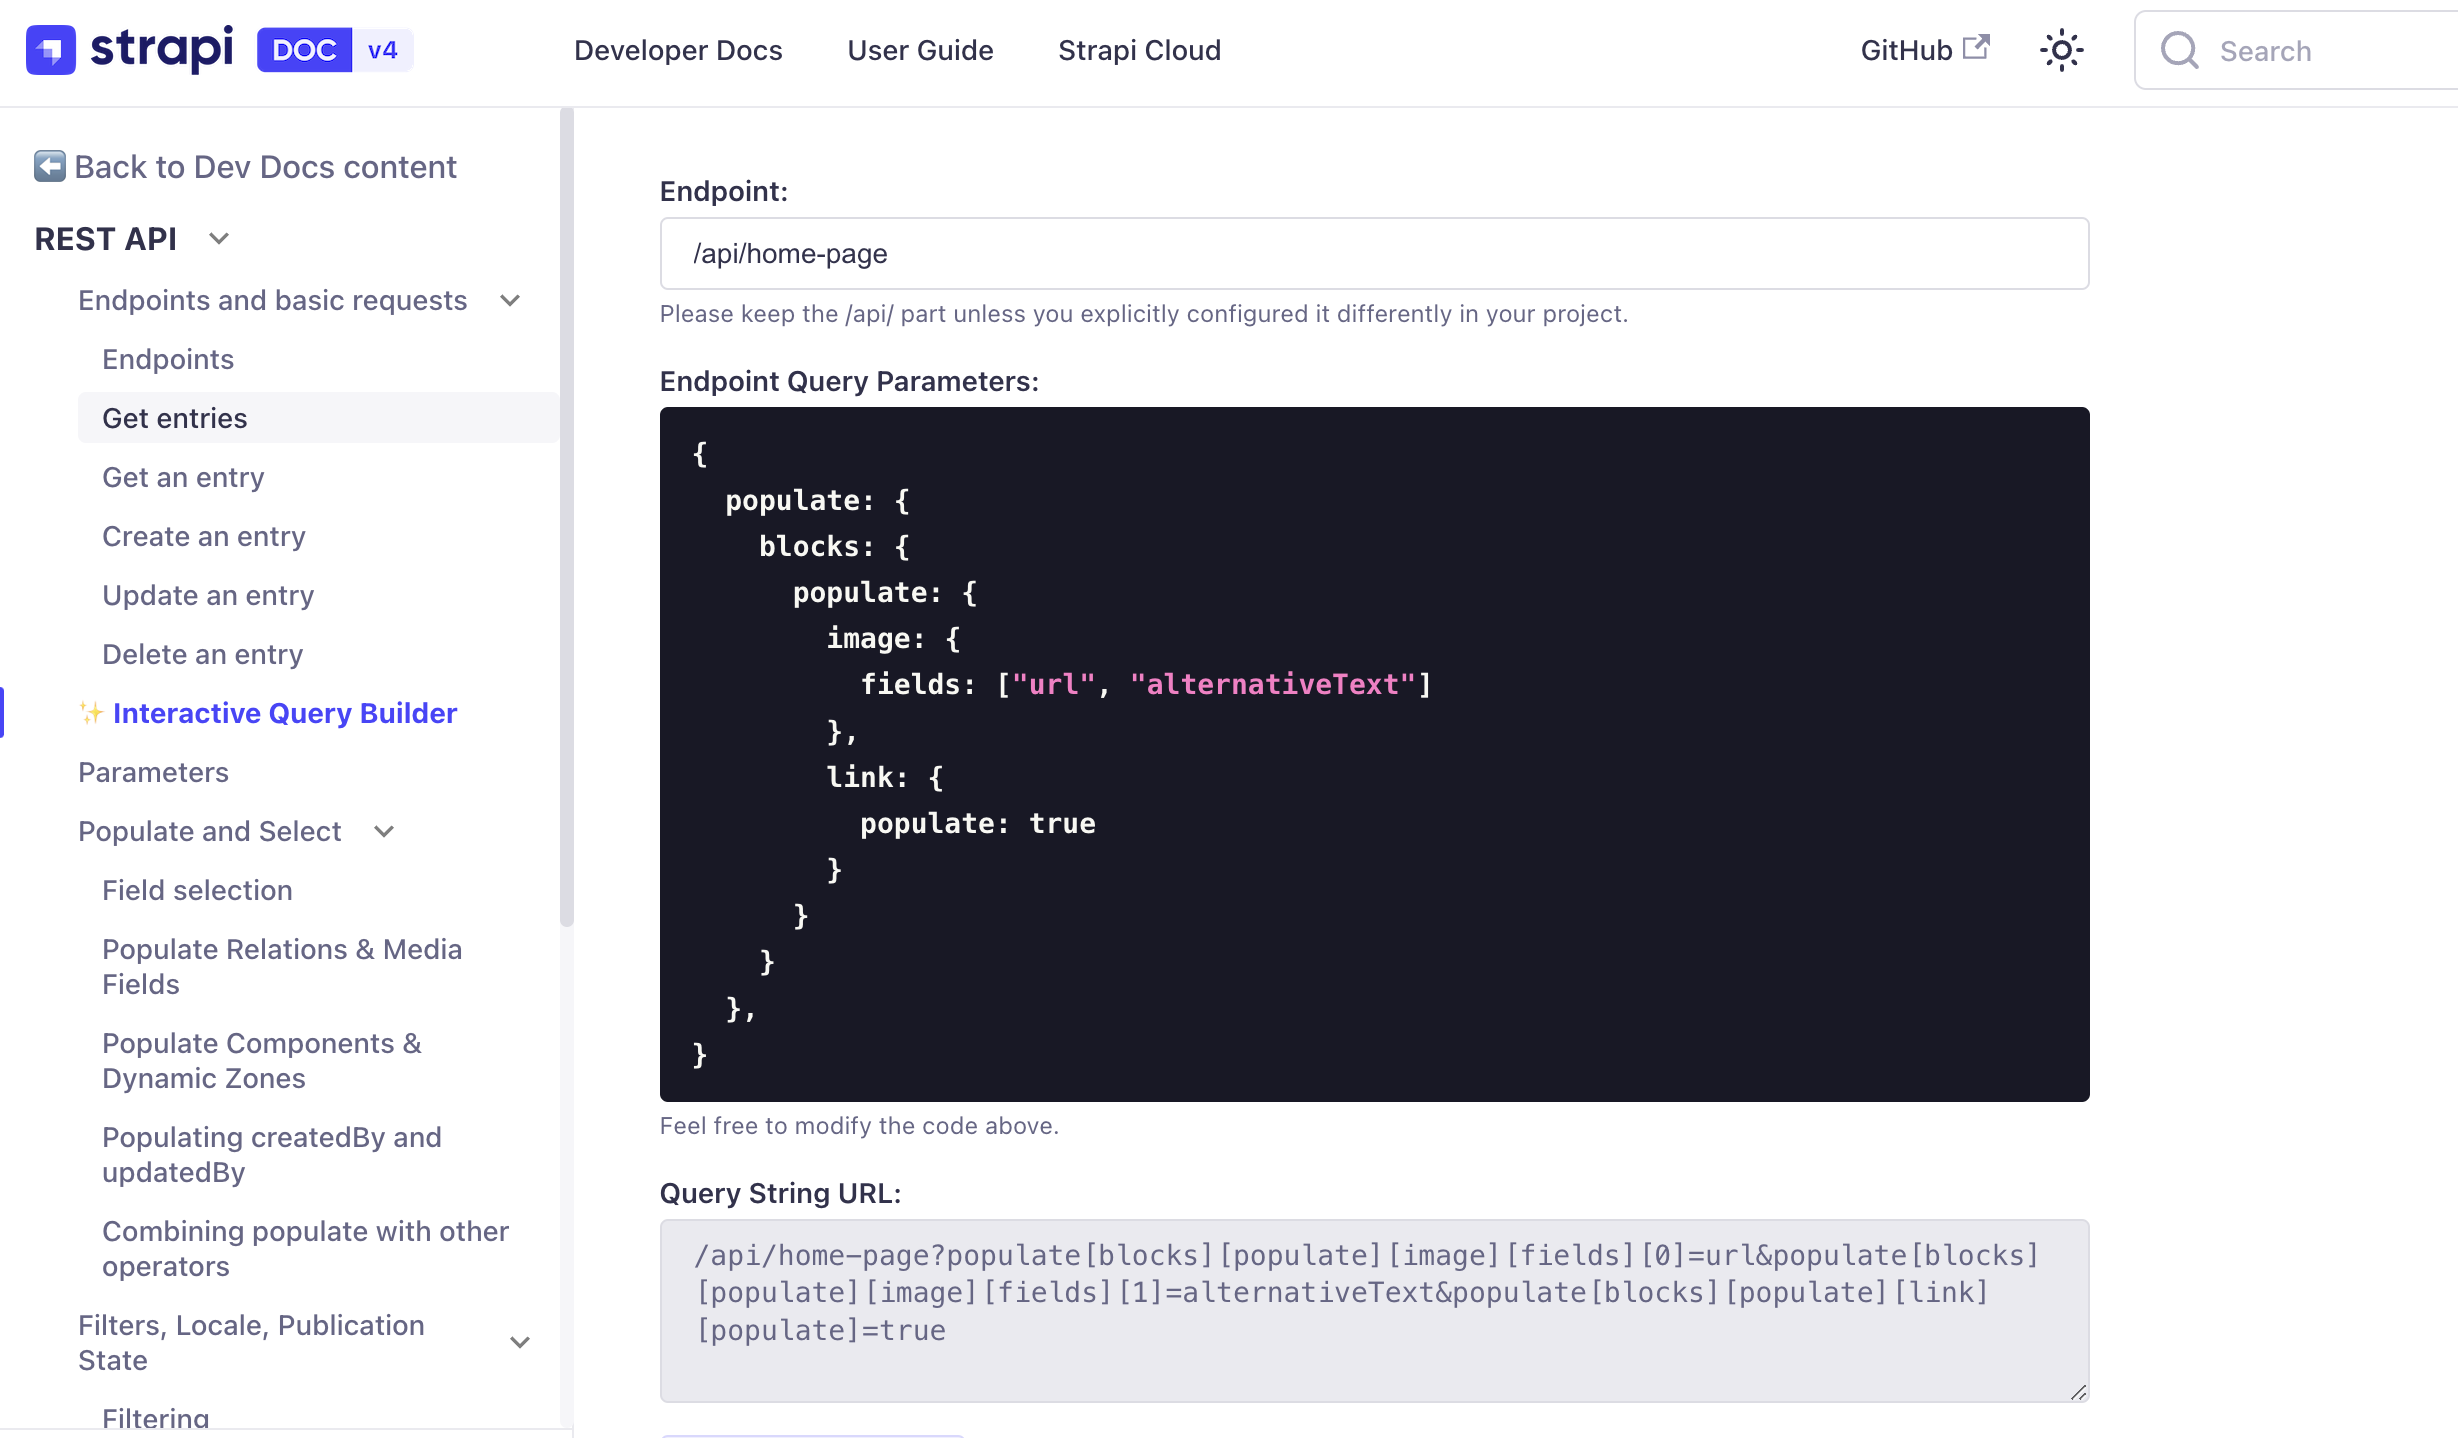 strapi DOC v4
Developer Docs
User Guide
Strapi Cloud
GitHub
Search
Back to Dev Docs content
REST API
Endpoints and basic requests
Endpoints
Get entries
Get an entry
Create an entry
Update an entry
Delete an entry
✨ Interactive Query Builder
Parameters
Populate and Select
Field selection
Populate Relations & Media
Fields
Populate Components &
Dynamic Zones
Populating createdBy and
updatedBy
Combining populate with other
operators
Filters, Locale, Publication
State
Filtering
Endpoint:
/api/home-page
Please keep the /api/ part unless you explicitly configured it differently in your project.
Endpoint Query Parameters:
{
  populate: {
    blocks: {
      populate: {
        image: {
          fields: ["url", "alternativeText"]
        },
        link: {
          populate: true
        }
      }
    }
  },
}
Feel free to modify the code above.
Query String URL:
/api/home-page?populate[blocks][populate][image][fields][0]=url&populate[blocks]
[populate][image][fields][1]=alternativeText&populate[blocks][populate][link]
[populate]=true